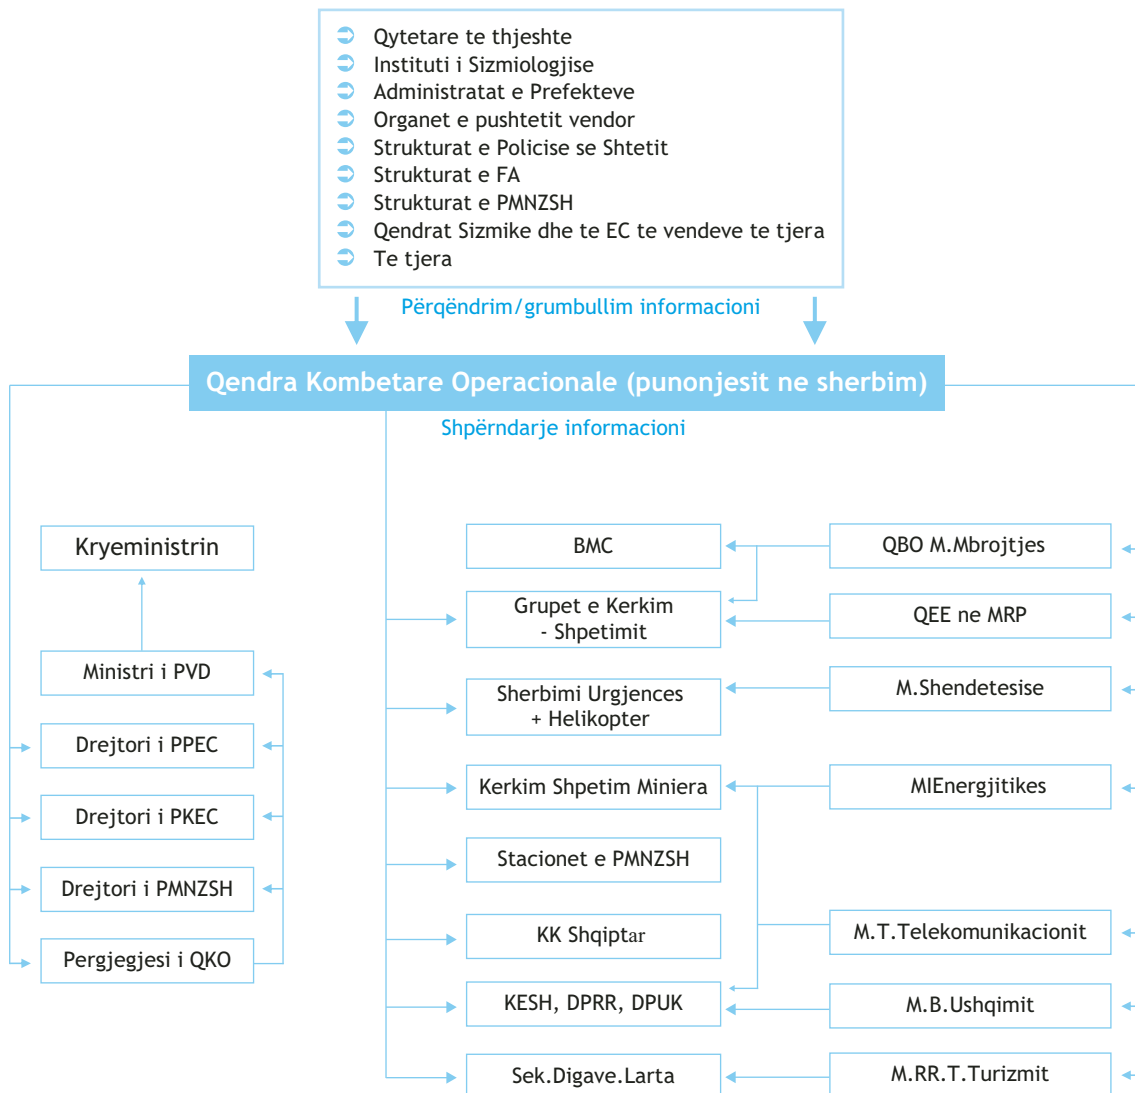 Qytetare te thjeshte
Instituti i Sizmiologjise
Administratat e Prefekteve
Organet e pushtetit vendor
Strukturat e Policise se Shtetit
Strukturat e FA
Strukturat e PMNZSH
Qendrat Sizmike dhe te EC te vendeve te tjera
Te tjera
Përqëndrim/grumbullim informacioni
Qendra Kombetare Operacionale (punonjesit ne sherbim)
Shpërndarje informacioni
Kryeministrin
Ministri i PVD
Drejtori i PPEC
Drejtori i PKEC
Drejtori i PMNZSH
Pergjegjesi i QKO
BMC
Grupet e Kerkim
- Shpetimit
Sherbimi Urgjences
+ Helikopter
Kerkim Shpetim Miniera
Stacionet e PMNZSH
KK Shqiptar
KESH, DPRR, DPUK
Sek.Digave.Larta
QBO M.Mbrojtjes
QEE ne MRP
M.Shendetesise
MIEnergjitikes
M.T.Telekomunikacionit
M.B.Ushqimit
M.RR.T.Turizmit